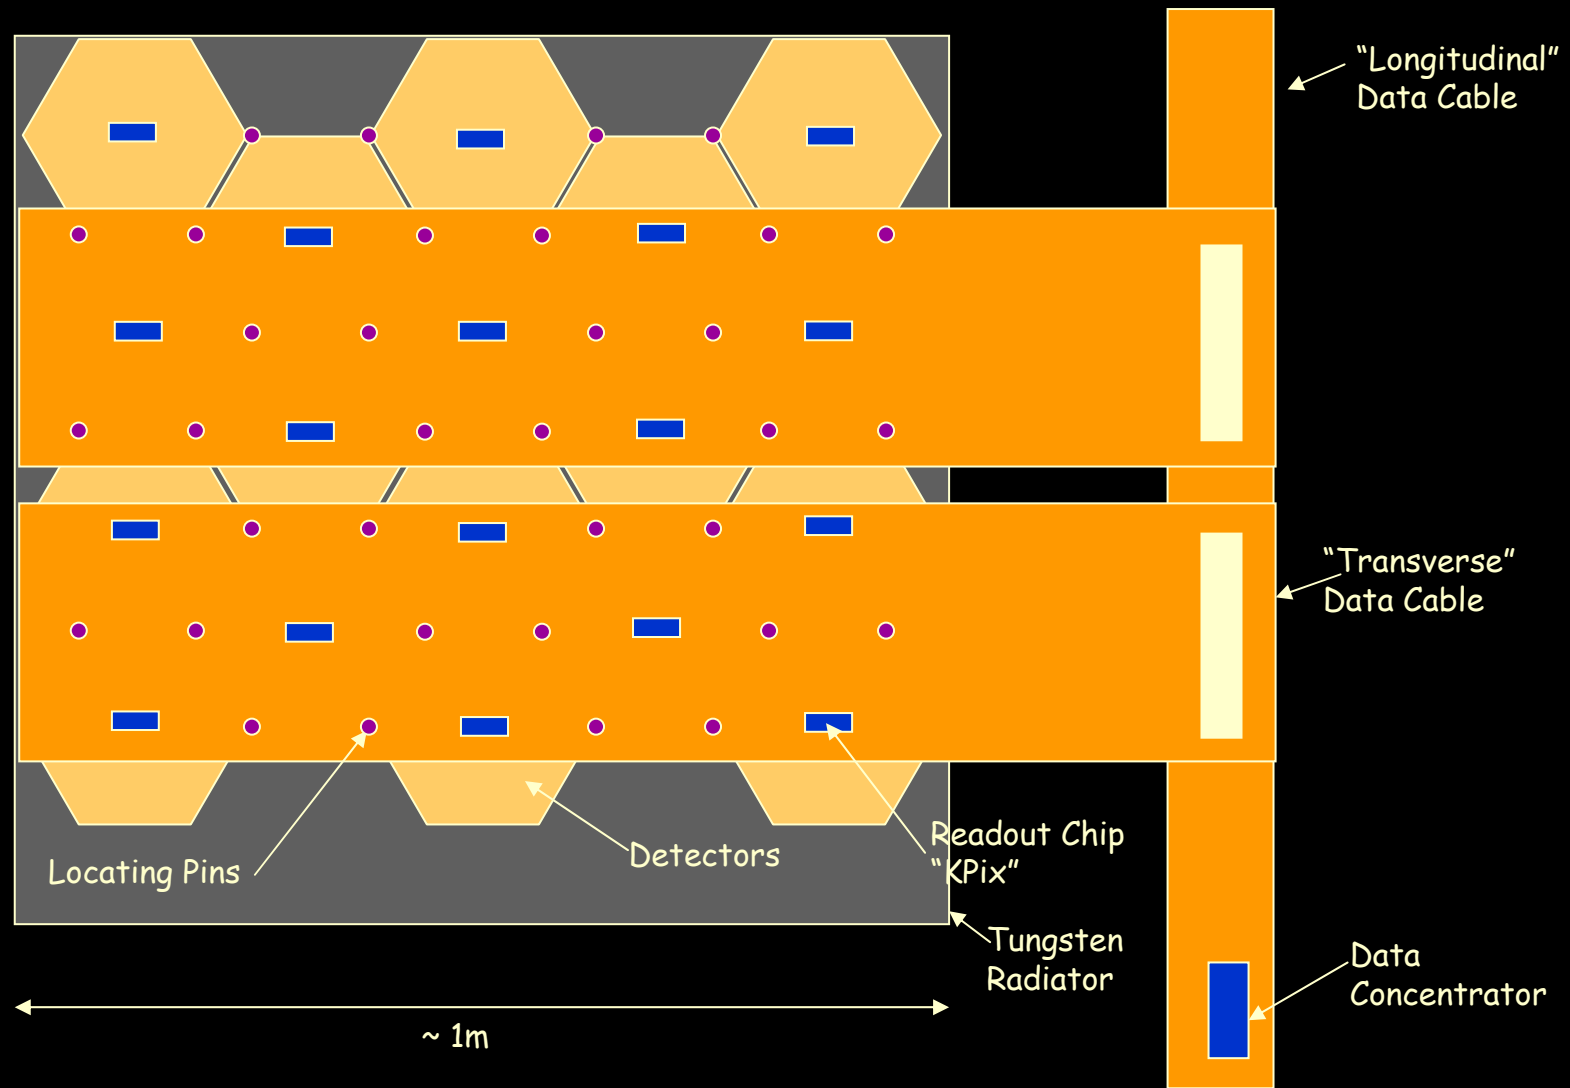 “Longitudinal”
Data Cable
“Transverse”
Data Cable
Readout Chip
“KPix”
Detectors
Locating Pins
Tungsten
Radiator
Data
Concentrator
~ 1m